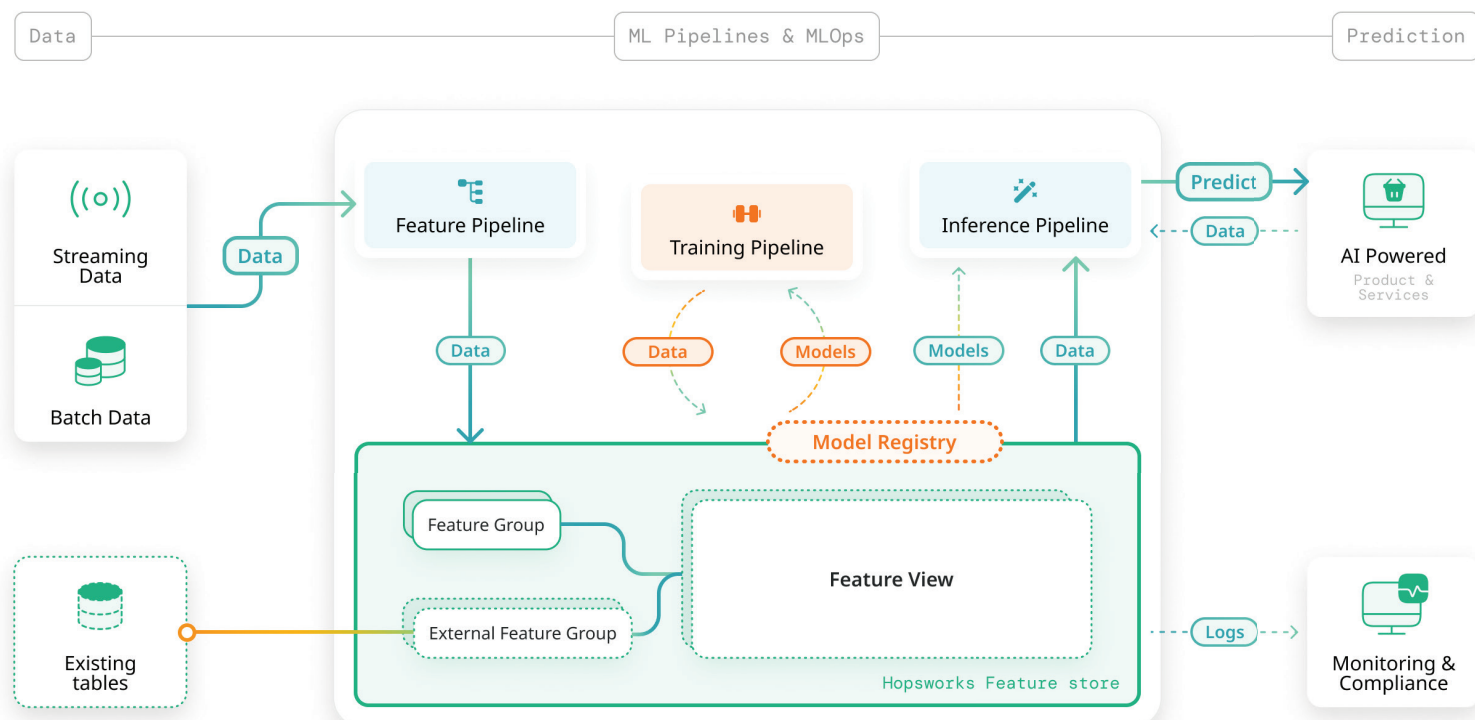 Data
ML Pipelines & MLOps
Prediction
Streaming
Data
Batch Data
Data
Feature Pipeline
Training Pipeline
Inference Pipeline
Predict
Data
AI Powered
Product &
Services
Data
Data
Models
Models
Data
Model Registry
Feature Group
External Feature Group
Feature View
Hopsworks Feature store
Existing
tables
Logs
Monitoring &
Compliance